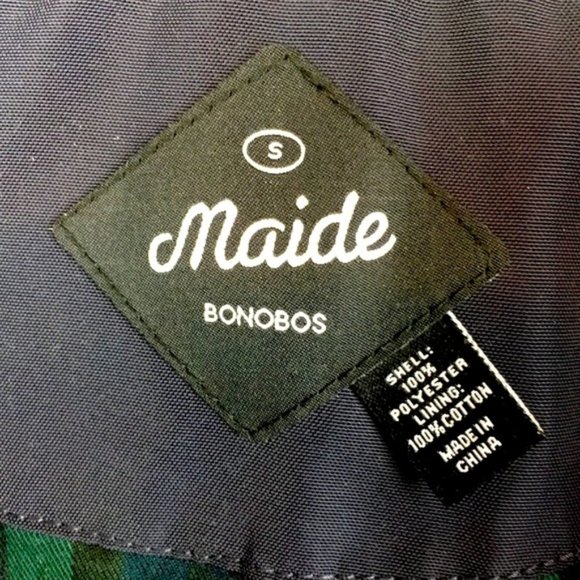 S
Maide
BONOBOS
SHELL:
100%
POLYESTER
LINING:
100% COTTON
MADE IN
CHINA